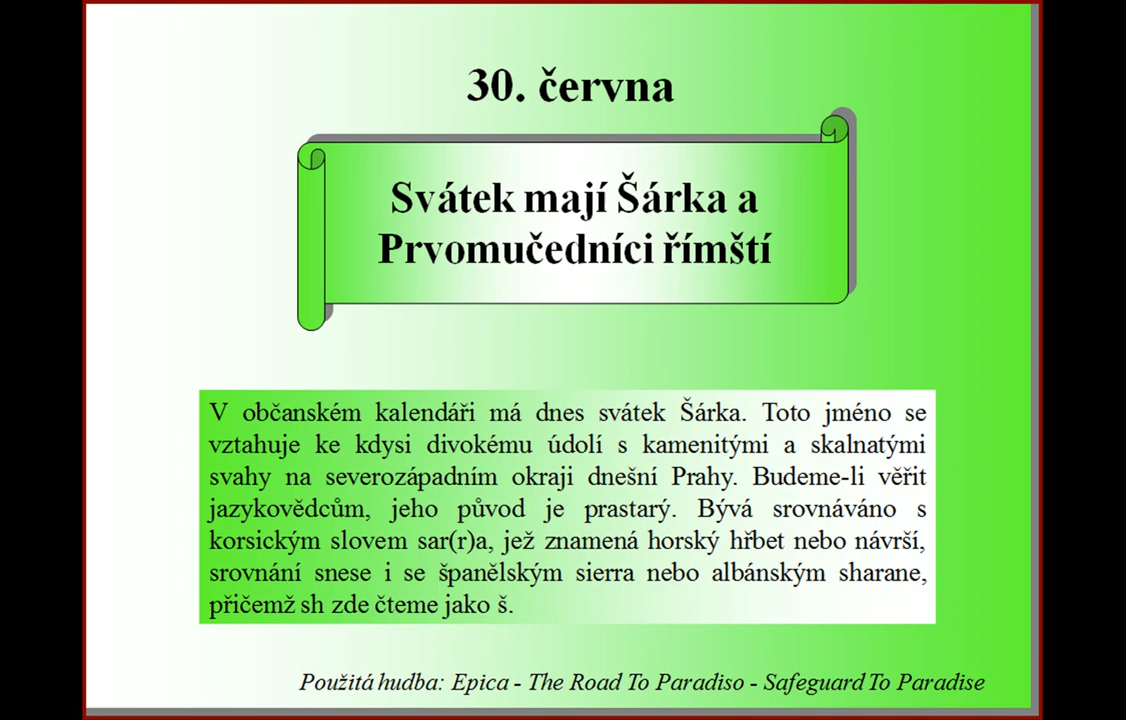 30. června
Svátek mají Šárka a
Prvomučedníci římští
V občanském kalendáři má dnes svátek Šárka. Toto jméno se
vztahuje ke kdysi divokému údolí s kamenitými a skalnatými
svahy na severozápadním okraji dnešní Prahy. Budeme-li věřit
jazykovědcům, jeho původ je prastarý. Bývá srovnáváno s
korsickým slovem sar(r)a, jež znamená horský hřbet nebo návrší,
srovnání snese i se španělským sierra nebo albánským sharane,
přičemž sh zde čteme jako š.
Použitá hudba: Epica - The Road To Paradiso - Safeguard To Paradise